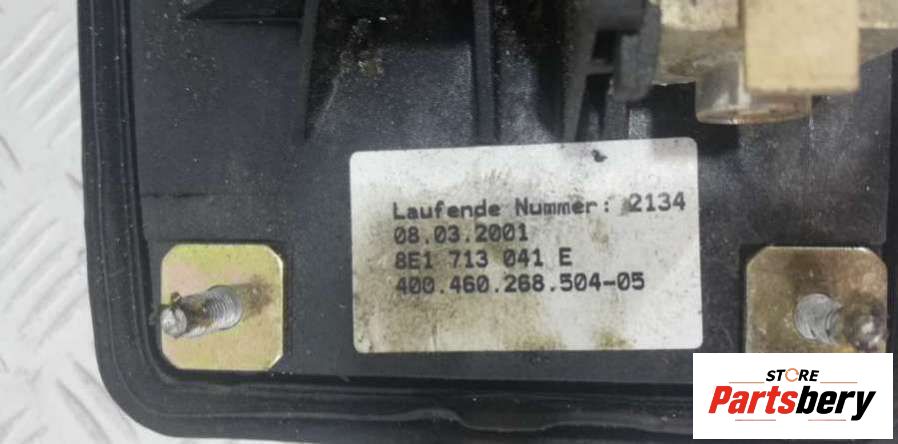 Laufende Nummer: 2134
08.03.2001
8E1 713 041 E
400.460.268.504-05
STORE
Partsbery